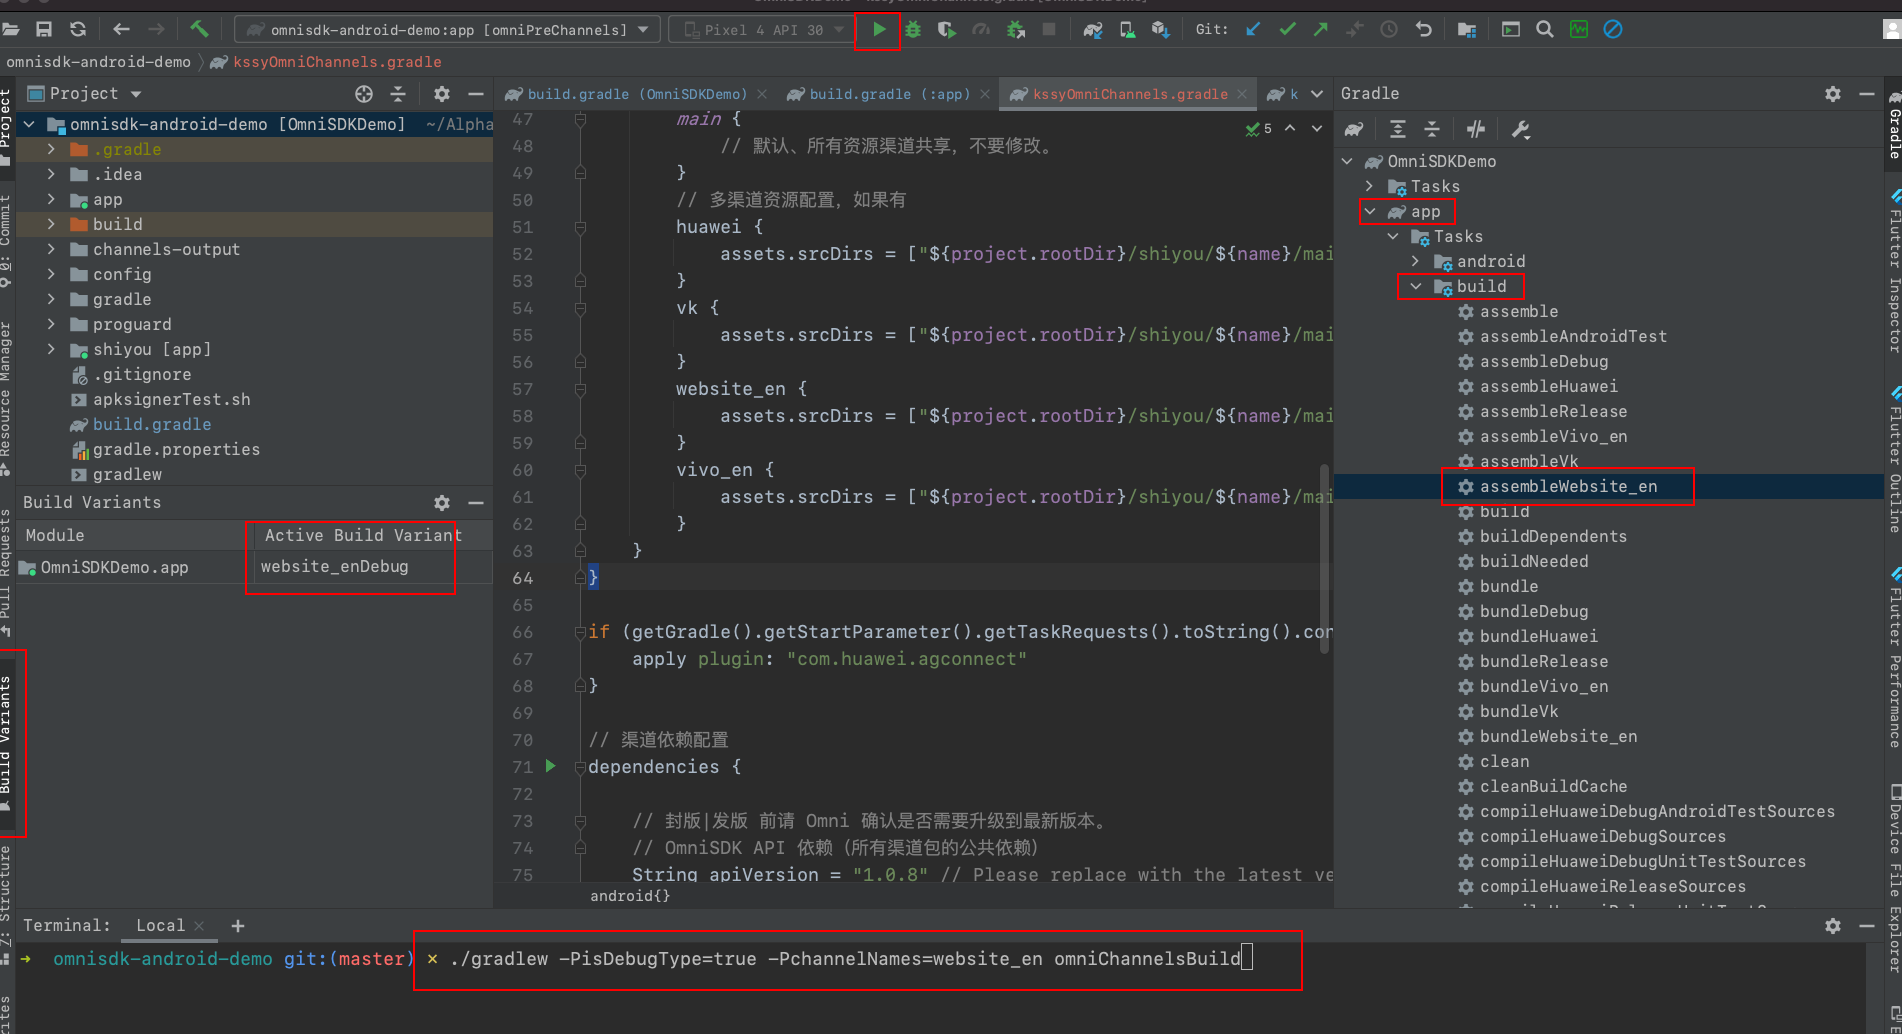 omnisdk-android-demo:app [omniPreChannels]
Pixel 4 API 30
Git:
omnisdk-android-demo
kssyOmniChannels.gradle
Project
build.gradle (OmniSDKDemo)
build.gradle (:app)
kssyOmniChannels.gradle
k
Gradle
omnisdk-android-demo [OmniSDKDemo] ~/Alpha
.gradle
.idea
app
build
channels-output
config
gradle
proguard
shiyou [app]
.gitignore
apksignerTest.sh
build.gradle
gradle.properties
gradlew
Build Variants
Module
Active Build Variant
OmniSDKDemo.app
website_enDebug
5
47 main {
48 // 默认、所有资源渠道共享，不要修改。
49 }
50 // 多渠道资源配置，如果有
51 huawei {
52 assets.srcDirs = ["${project.rootDir}/shiyou/${name}/mai
53 }
54 vk {
55 assets.srcDirs = ["${project.rootDir}/shiyou/${name}/mai
56 }
57 website_en {
58 assets.srcDirs = ["${project.rootDir}/shiyou/${name}/mai
59 }
60 vivo_en {
61 assets.srcDirs = ["${project.rootDir}/shiyou/${name}/mai
62 }
63 }
64 }
65
66 if (getGradle().getStartParameter().getTaskRequests().toString().con
67 apply plugin: "com.huawei.agconnect"
68 }
69
70 // 渠道依赖配置
71 dependencies {
72
73 // 封版|发版 前请 Omni 确认是否需要升级到最新版本。
74 // OmniSDK API 依赖（所有渠道包的公共依赖）
75 String apiVersion = "1.0.8" // Please replace with the latest ve
android{}
OmniSDKDemo
Tasks
app
Tasks
android
build
assemble
assembleAndroidTest
assembleDebug
assembleHuawei
assembleRelease
assembleVivo_en
assembleVk
assembleWebsite_en
build
buildDependents
buildNeeded
bundle
bundleDebug
bundleHuawei
bundleRelease
bundleVivo_en
bundleVk
bundleWebsite_en
clean
cleanBuildCache
compileHuaweiDebugAndroidTestSources
compileHuaweiDebugSources
compileHuaweiDebugUnitTestSources
compileHuaweiReleaseSources
Project
0: Commit
Resource Manager
Pull Requests
Build Variants
7: Structure
Gradle
Flutter Inspector
Flutter Outline
Flutter Performance
Device File Explorer
Terminal:
Local
omnisdk-android-demo git:(master) × ./gradlew -PisDebugType=true -PchannelNames=website_en omniChannelsBuild